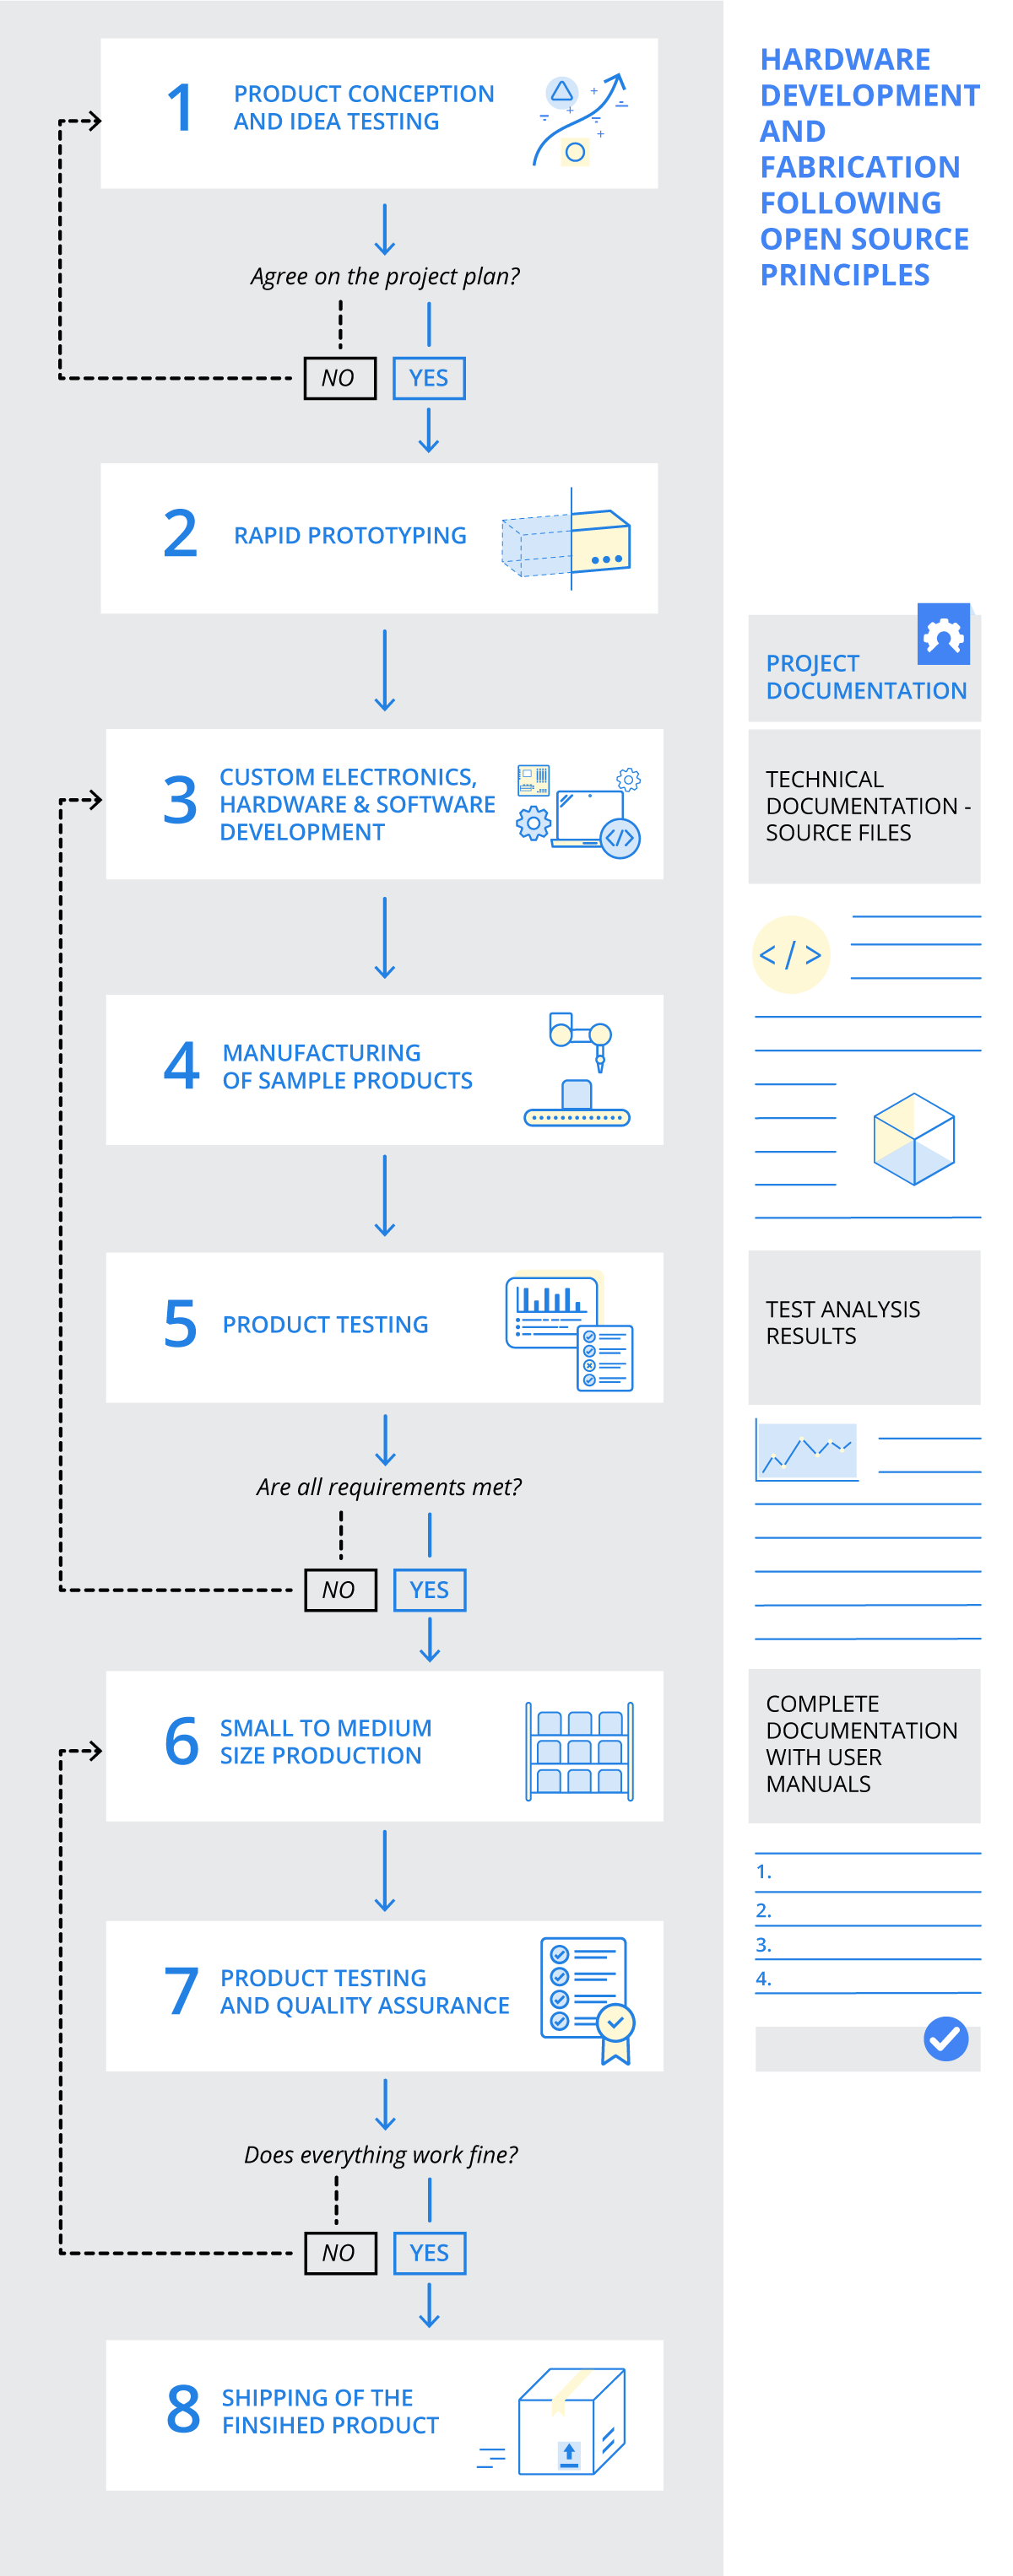 HARDWARE
DEVELOPMENT
AND
FABRICATION
FOLLOWING
OPEN SOURCE
PRINCIPLES
1
PRODUCT CONCEPTION
AND IDEA TESTING
Agree on the project plan?
NO
YES
2
RAPID PROTOTYPING
3
CUSTOM ELECTRONICS,
HARDWARE & SOFTWARE
DEVELOPMENT
4
MANUFACTURING
OF SAMPLE PRODUCTS
5
PRODUCT TESTING
Are all requirements met?
NO
YES
6
SMALL TO MEDIUM
SIZE PRODUCTION
7
PRODUCT TESTING
AND QUALITY ASSURANCE
Does everything work fine?
NO
YES
8
SHIPPING OF THE
FINSIHED PRODUCT
PROJECT
DOCUMENTATION
TECHNICAL
DOCUMENTATION -
SOURCE FILES
</>
</>
TEST ANALYSIS
RESULTS
COMPLETE
DOCUMENTATION
WITH USER
MANUALS
1.
2.
3.
4.